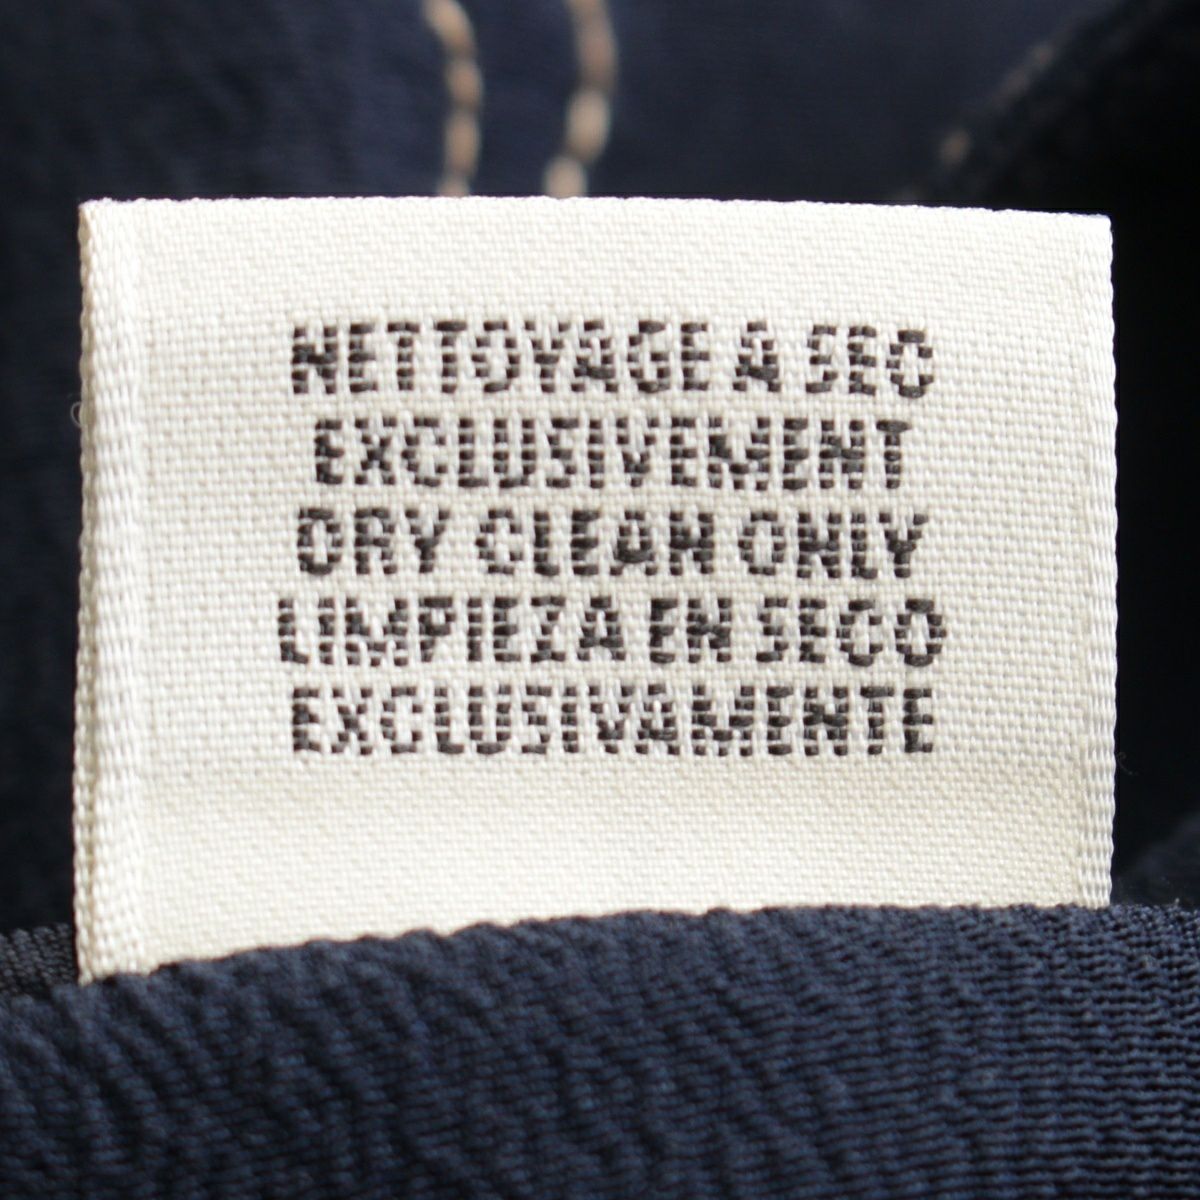 NETTOYAGE A SEC
EXCLUSIVEMENT
DRY CLEAN ONLY
LIMPIEZA EN SECO
EXCLUSIVAMENTE